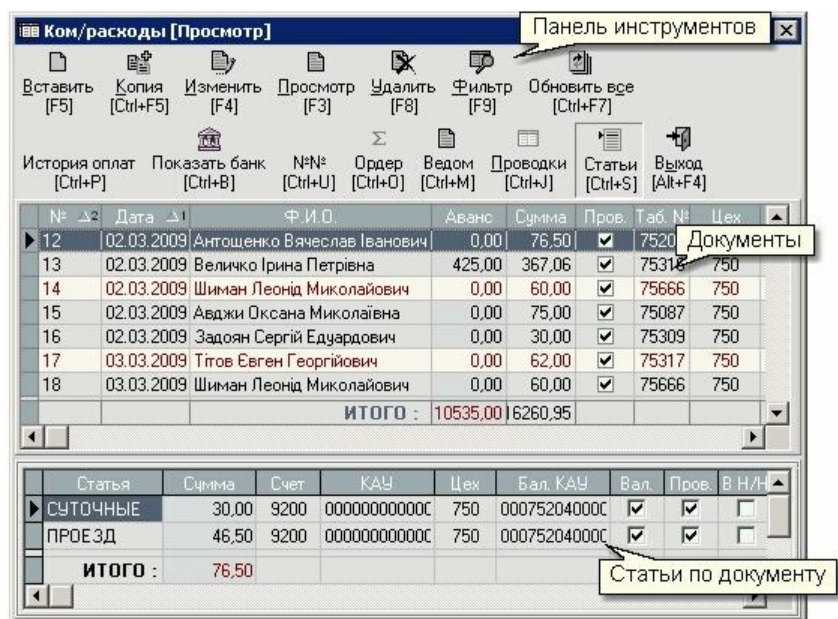 Ком/расходы [Просмотр]
Панель инструментов
Вставить Копия Изменить Просмотр Удалить Фильтр Обновить все
[F5] [Ctrl+F5] [F4] [F3] [F8] [F9] [Ctrl+F7]
История оплат Показать банк №№ Ордер Ведом Проводки Статьи Выход
[Ctrl+P] [Ctrl+B] [Ctrl+U] [Ctrl+O] [Ctrl+M] [Ctrl+J] [Ctrl+S] [Alt+F4]
№ 2 Дата 1 Ф.И.О. Аванс Сумма Пров. Таб. № Цех
12 02.03.2009 Антощенко Вячеслав Іванович 0,00 76,50 7520
Документы
13 02.03.2009 Величко Ірина Петрівна 425,00 367,06 75318 750
14 02.03.2009 Шиман Леонід Миколайович 0,00 60,00 75666 750
15 02.03.2009 Авджи Оксана Миколаївна 0,00 75,00 75087 750
16 02.03.2009 Задоян Сергій Едуардович 0,00 30,00 75309 750
17 03.03.2009 Тітов Євген Георгійович 0,00 62,00 75317 750
18 03.03.2009 Шиман Леонід Миколайович 0,00 60,00 75666 750
ИТОГО : 10535,00 16260,95
Статья Сумма Счет КАУ Цех Бал. КАУ Вал. Пров. В Н/Н
СУТОЧНЫЕ 30,00 9200 00000000000 750 00075204000
ПРОЕЗД 46,50 9200 00000000000 750 00075204000
ИТОГО : 76,50
Статьи по документу